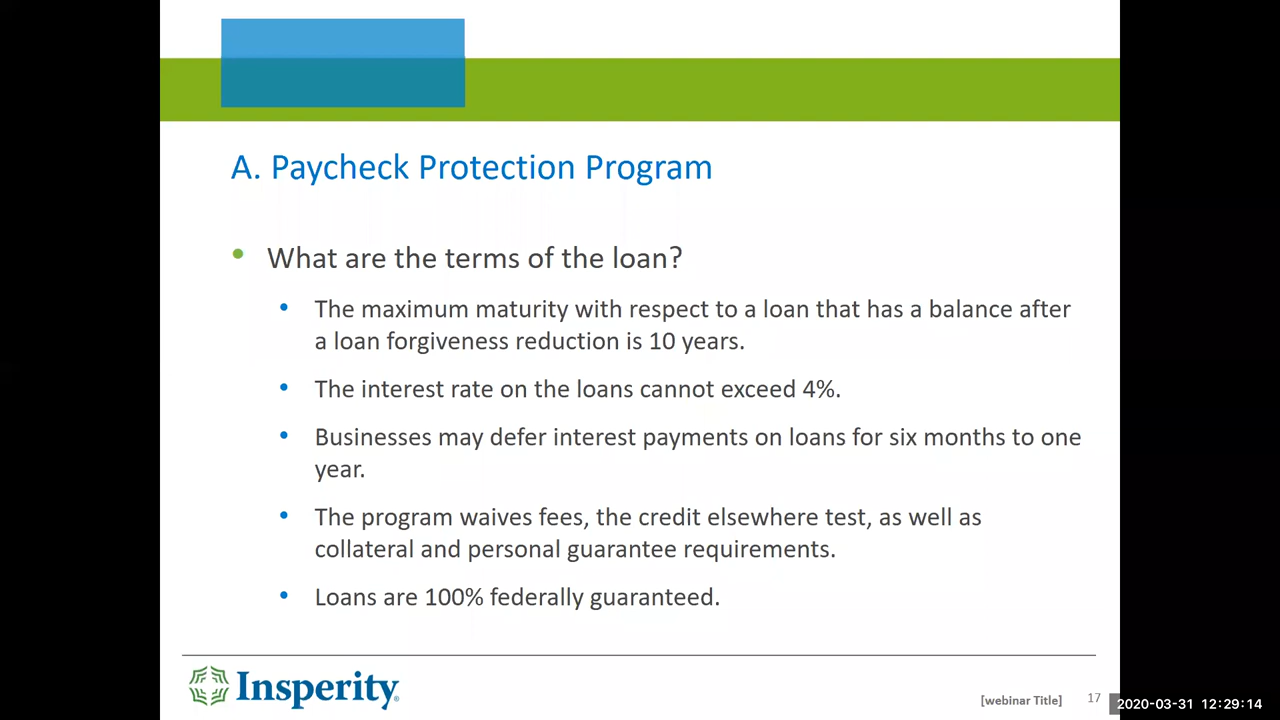 A. Paycheck Protection Program
• What are the terms of the loan?
• The maximum maturity with respect to a loan that has a balance after
a loan forgiveness reduction is 10 years.
• The interest rate on the loans cannot exceed 4%.
• Businesses may defer interest payments on loans for six months to one
year.
• The program waives fees, the credit elsewhere test, as well as
collateral and personal guarantee requirements.
• Loans are 100% federally guaranteed.
Insperity
[webinar Title] 17
2020-03-31 12:29:14